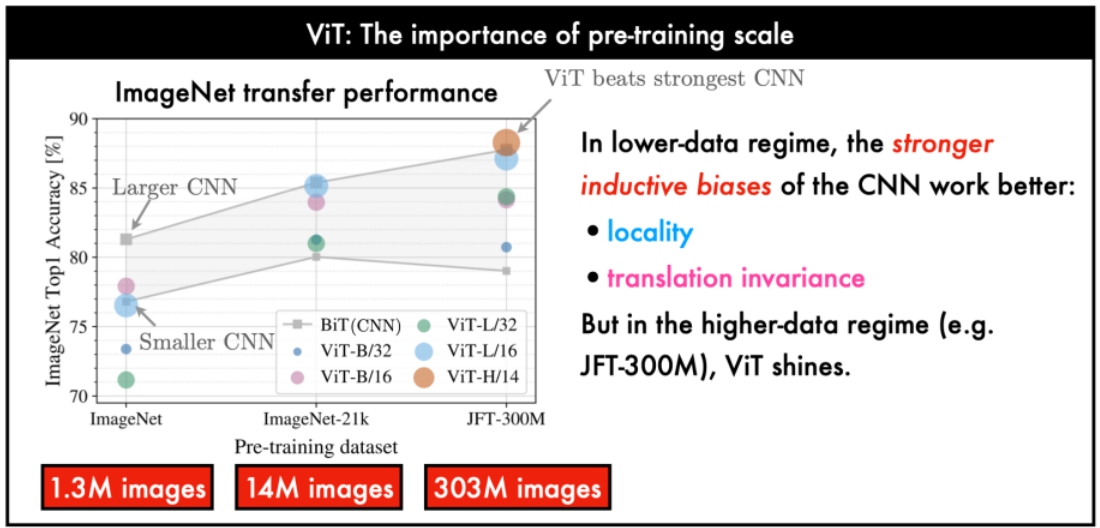 ViT: The importance of pre-training scale
ImageNet transfer performance
ViT beats strongest CNN
ImageNet Top1 Accuracy [%]
90
85
80
75
70
Larger CNN
Smaller CNN
BiT(CNN)
ViT-B/32
ViT-B/16
ViT-L/32
ViT-L/16
ViT-H/14
ImageNet
ImageNet-21k
JFT-300M
Pre-training dataset
1.3M images
14M images
303M images
In lower-data regime, the stronger
inductive biases of the CNN work better:
• locality
• translation invariance
But in the higher-data regime (e.g.
JFT-300M), ViT shines.